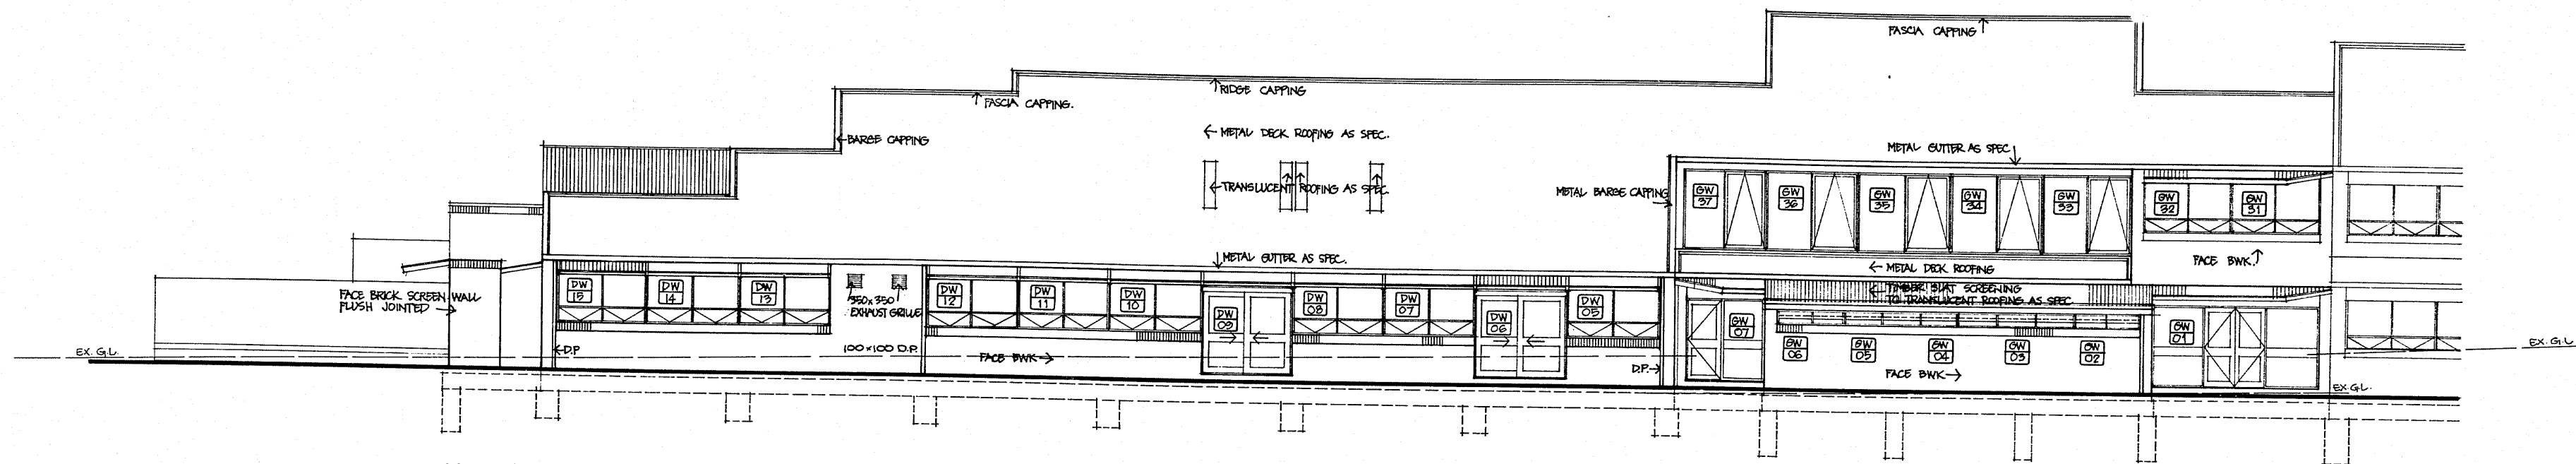 FASCIA CAPPING
RIDGE CAPPING
FASCIA CAPPING.
METAL DECK ROOFING AS SPEC.
BARGE CAPPING
METAL GUTTER AS SPEC
TRANSLUCENT ROOFING AS SPEC.
METAL BARGE CAPPING
GW
37
GW
36
GW
35
GW
34
GW
33
GW
32
GW
31
METAL GUTTER AS SPEC.
FACE BWK.
METAL DECK ROOFING
TIMBER SLAT SCREENING
TO TRANSLUCENT ROOFING AS SPEC.
FACE BRICK SCREEN WALL
FLUSH JOINTED
DW
15
DW
14
DW
13
350x350
EXHAUST GRILLE
DW
12
DW
11
DW
10
DW
09
DW
08
DW
07
DW
06
DW
05
GW
07
GW
06
GW
05
GW
04
GW
03
GW
02
GW
01
EX. G.L.
D.P
100x100 D.P.
FACE BWK
D.P.
FACE BWK
EX. G.L.
EX. G.L